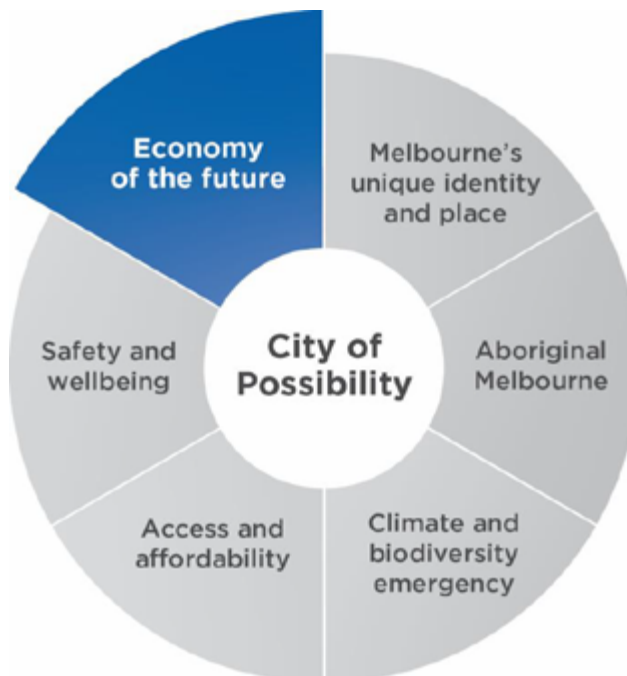 Economy
of the future
Melbourne's
unique identity
and place
Aboriginal
Melbourne
Climate and
biodiversity
emergency
Access and
affordability
Safety and
wellbeing
City of
Possibility